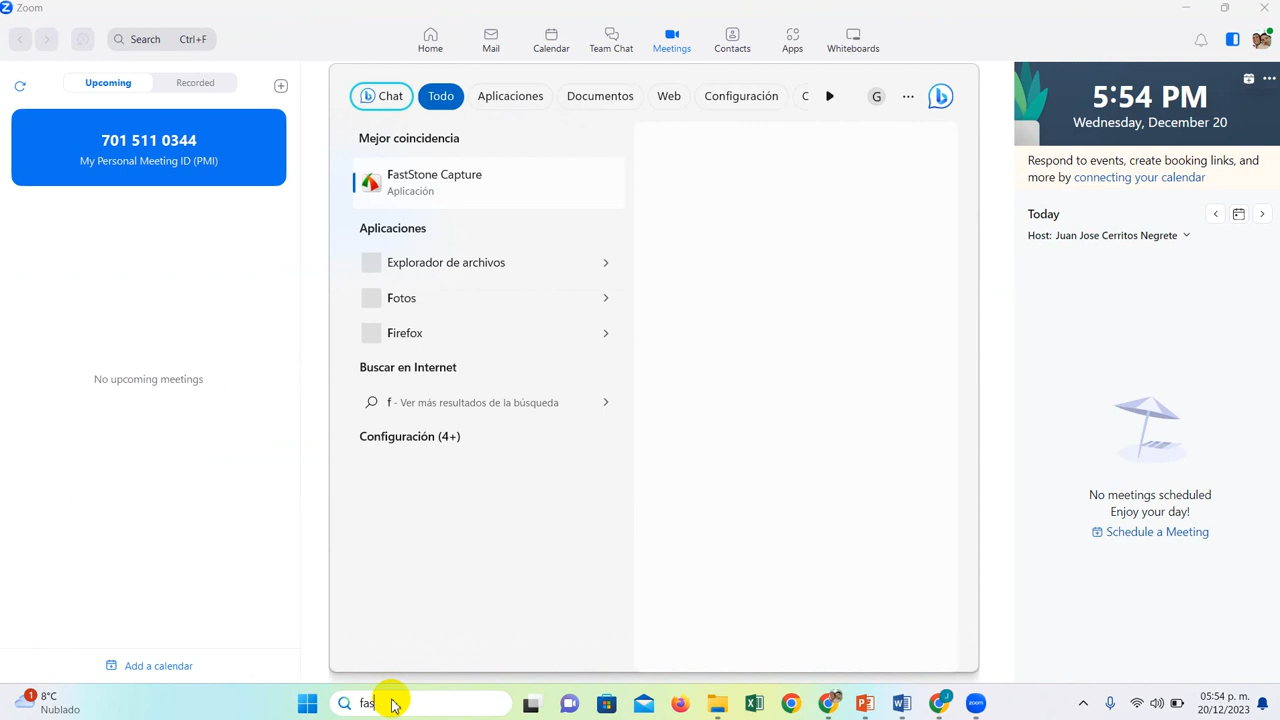 Zoom
Search Ctrl+F
Home
Mail
Calendar
Team Chat
Meetings
Contacts
Apps
Whiteboards
Upcoming
Recorded
701 511 0344
My Personal Meeting ID (PMI)
No upcoming meetings
Add a calendar
Chat
Todo
Aplicaciones
Documentos
Web
Configuración
C
G
Mejor coincidencia
FastStone Capture
Aplicación
Aplicaciones
Explorador de archivos
Fotos
Firefox
Buscar en Internet
f - Ver más resultados de la búsqueda
Configuración (4+)
5:54 PM
Wednesday, December 20
Respond to events, create booking links, and
more by connecting your calendar
Today
Host: Juan Jose Cerritos Negrete
No meetings scheduled
Enjoy your day!
Schedule a Meeting
1
8°C
Nublado
fas
zoom
05:54 p. m.
20/12/2023